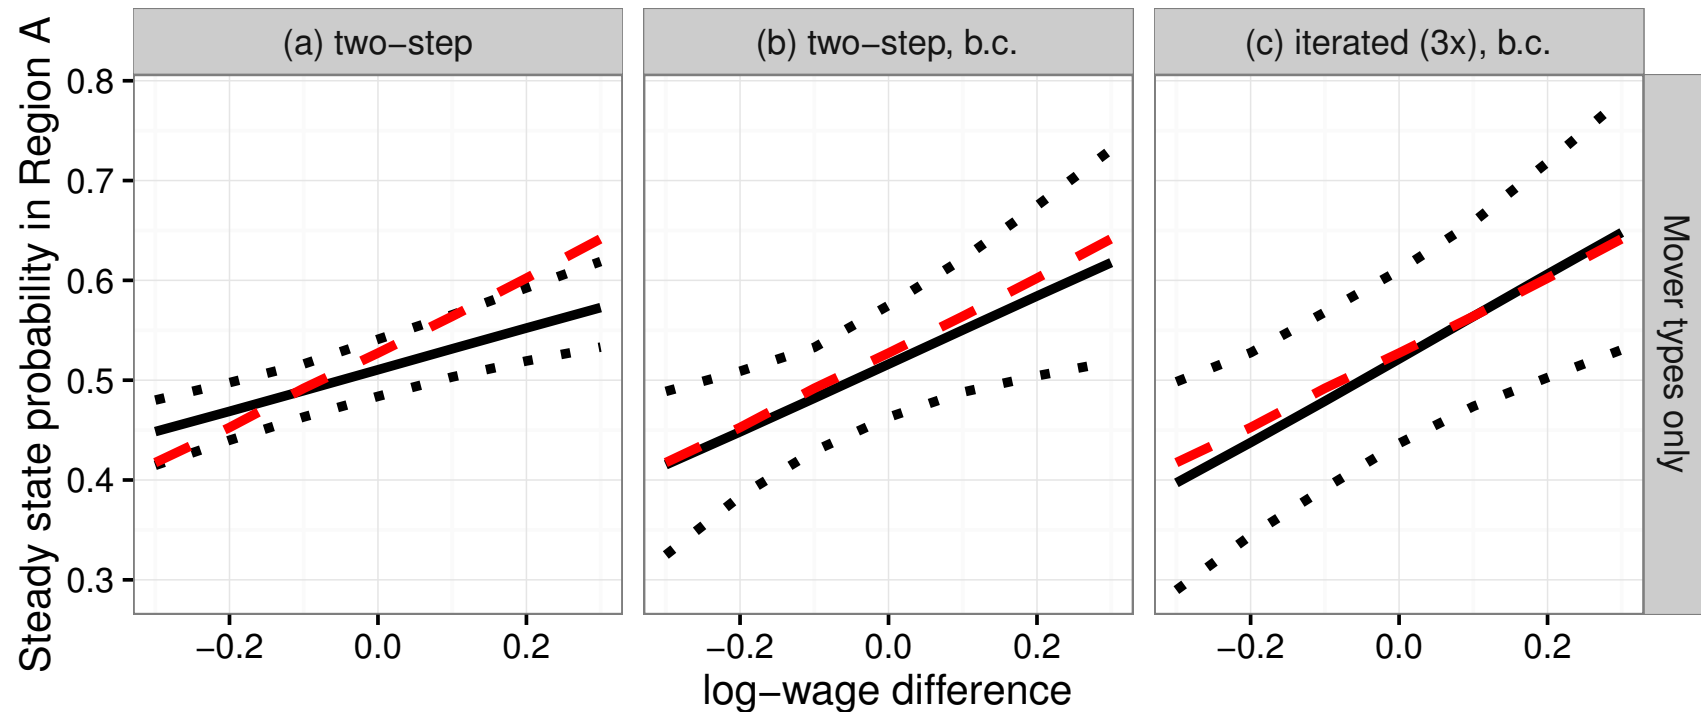 (a) two−step
(b) two−step, b.c.
(c) iterated (3x), b.c.
Steady state probability in Region A
0.8
0.7
0.6
0.5
0.4
0.3
Mover types only
−0.2 0.0 0.2
−0.2 0.0 0.2
−0.2 0.0 0.2
log−wage difference